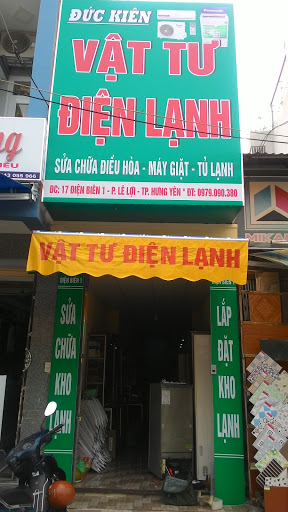 ĐỨC KIÊN
VẬT TƯ
ĐIỆN LẠNH
SỬA CHỮA ĐIỀU HÒA - MÁY GIẶT - TỦ LẠNH
ĐC: 17 ĐIỆN BIÊN 1 - P. LÊ LỢI - TP. HƯNG YÊN * ĐT: 0979.090.380
VẬT TƯ ĐIỆN LẠNH
SỬA
CHỮA
KHO
LẠNH
LẮP
ĐẶT
KHO
LẠNH